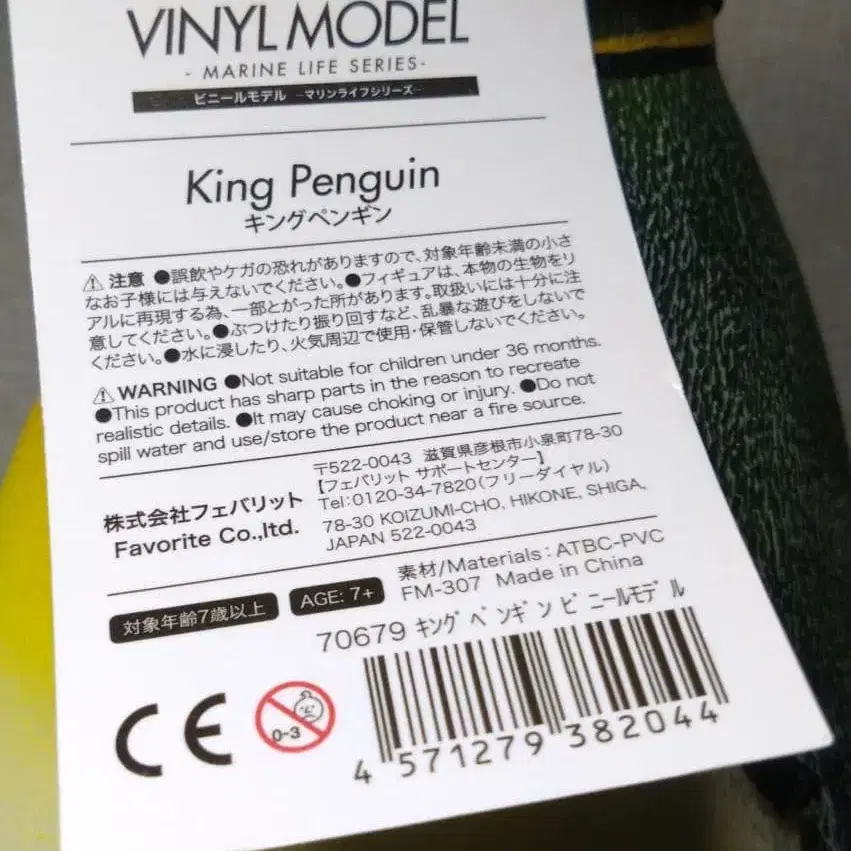 VINYL MODEL
- MARINE LIFE SERIES-
ビニールモデル －マリンライフシリーズ－
King Penguin
キングペンギン
⚠ 注意 ●誤飲やケガの恐れがありますので、対象年齢未満の小さ
なお子様には与えないでください。●フィギュアは、本物の生物をリ
アルに再現する為、一部とがった所があります。取扱いには十分に注
意してください。●ぶつけたり振り回すなど、乱暴な遊びをしないで
ください。●水に浸したり、火気周辺で使用・保管しないでください。
⚠ WARNING ●Not suitable for children under 36 months.
●This product has sharp parts in the reason to recreate
realistic details. ●It may cause choking or injury. ●Do not
spill water and use/store the product near a fire source.
株式会社フェバリット
Favorite Co.,ltd.
〒522-0043 滋賀県彦根市小泉町78-30
【フェバリット サポートセンター】
Tel:0120-34-7820(フリーダイヤル)
78-30 KOIZUMI-CHO, HIKONE, SHIGA,
JAPAN 522-0043
対象年齢7歳以上
AGE: 7+
素材/Materials : ATBC-PVC
FM-307 Made in China
70679 キングペンギンビニールモデル
CE
0-3
4 571279 382044